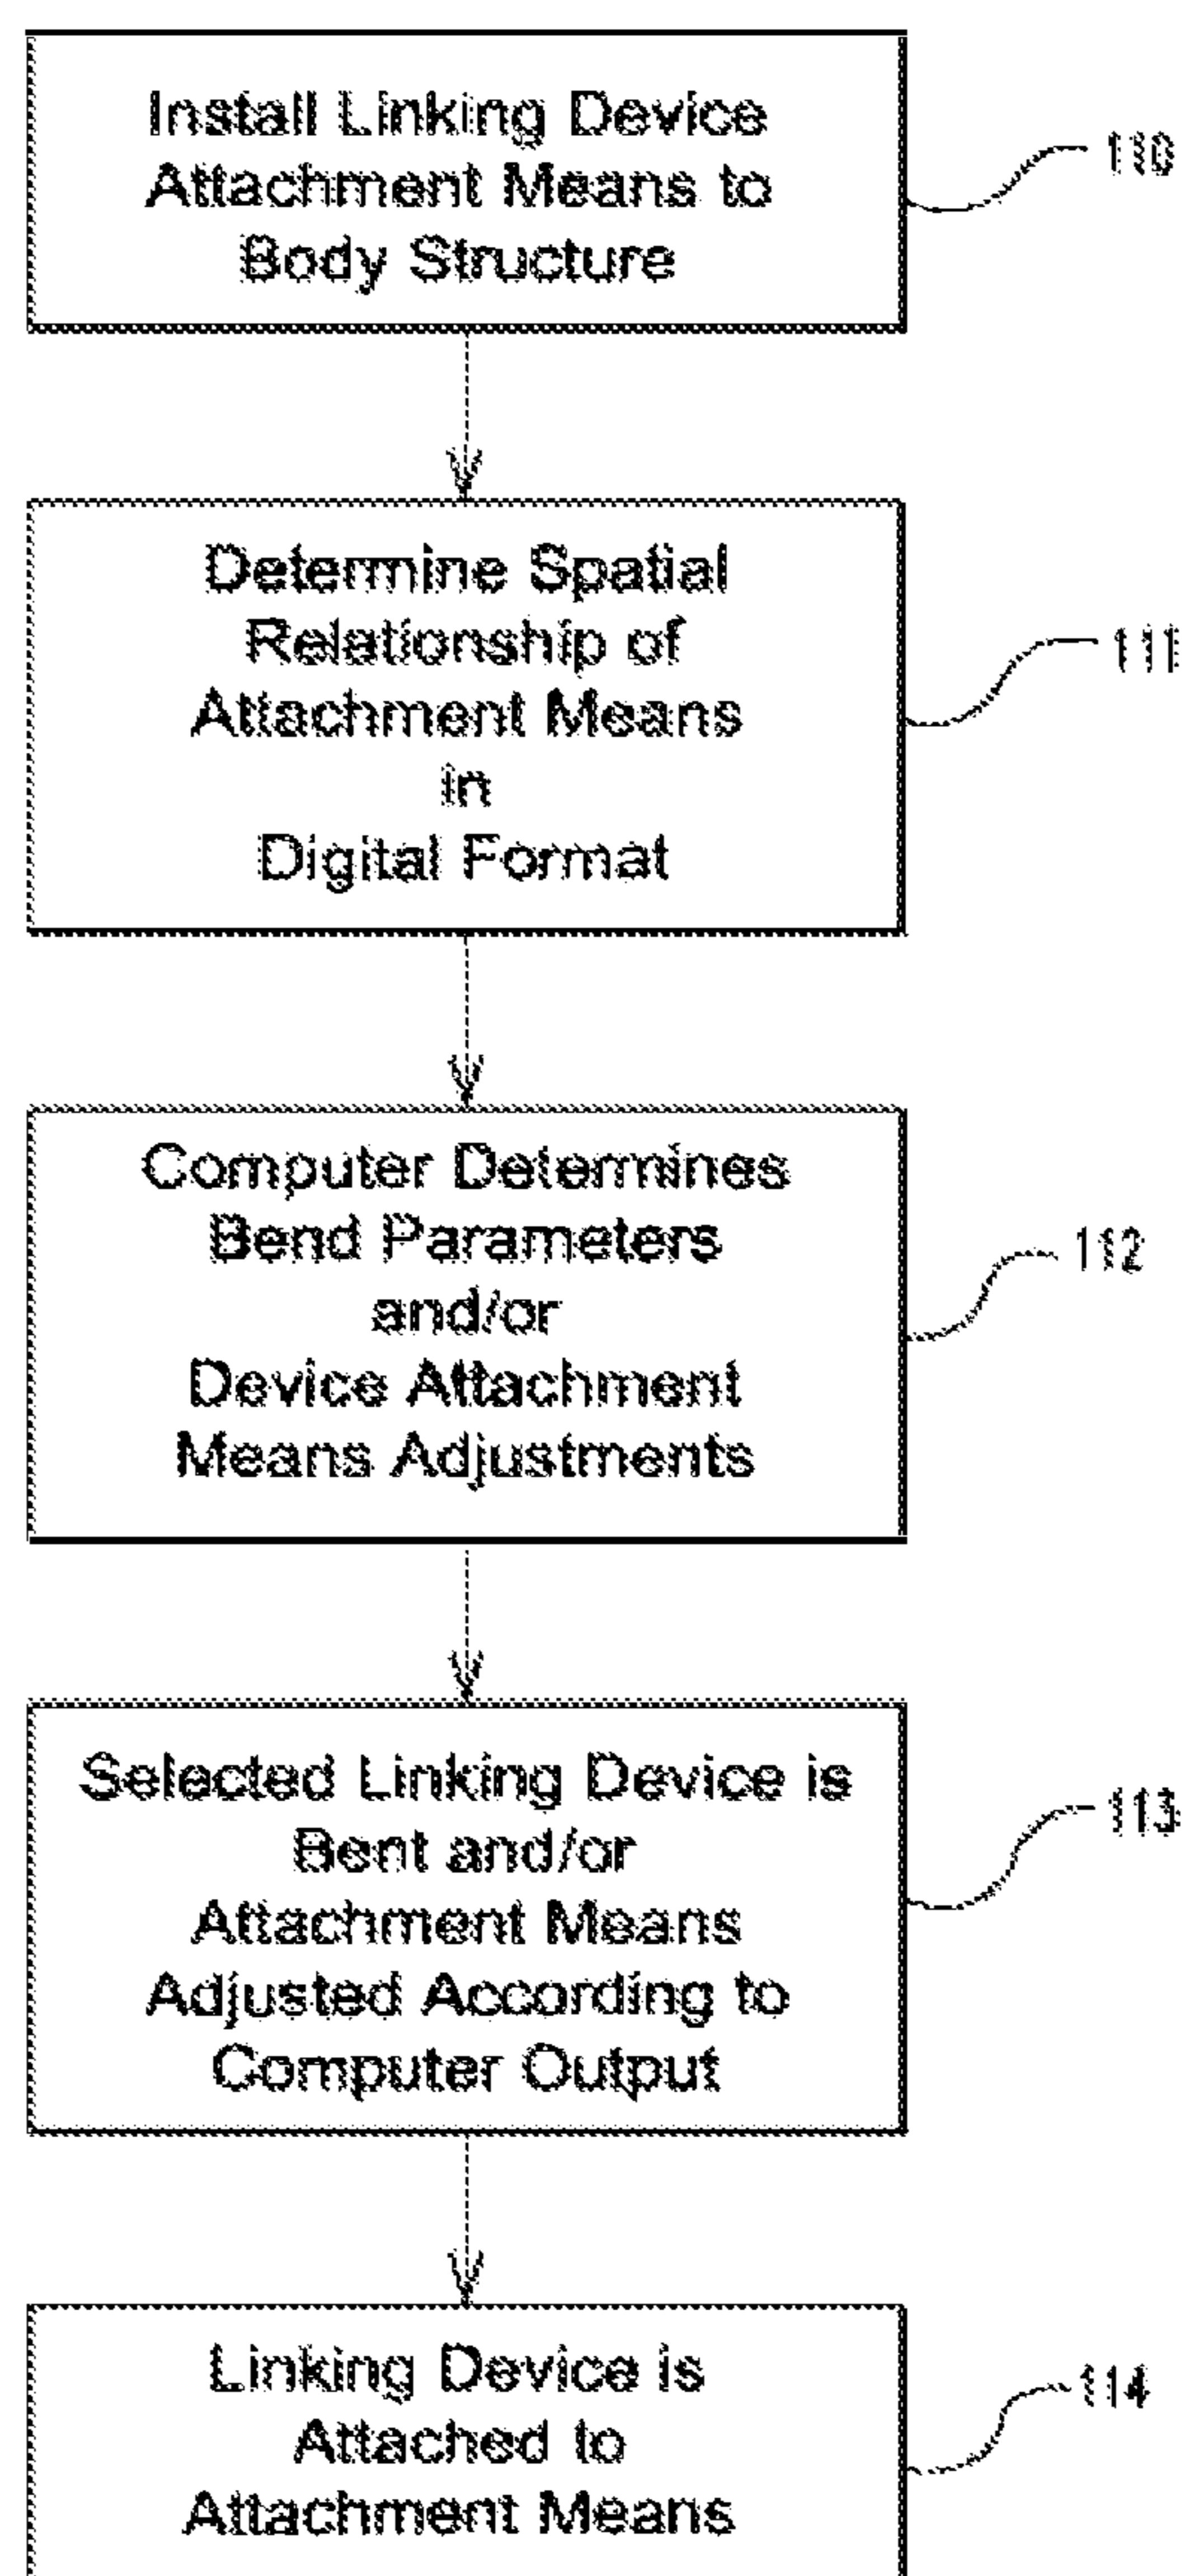 Install Linking Device
Attachment Means to
Body Structure
110
Determine Spatial
Relationship of
Attachment Means
in
Digital Format
111
Computer Determines
Bend Parameters
and/or
Device Attachment
Means Adjustments
112
Selected Linking Device is
Bent and/or
Attachment Means
Adjusted According to
Computer Output
113
Linking Device is
Attached to
Attachment Means
114